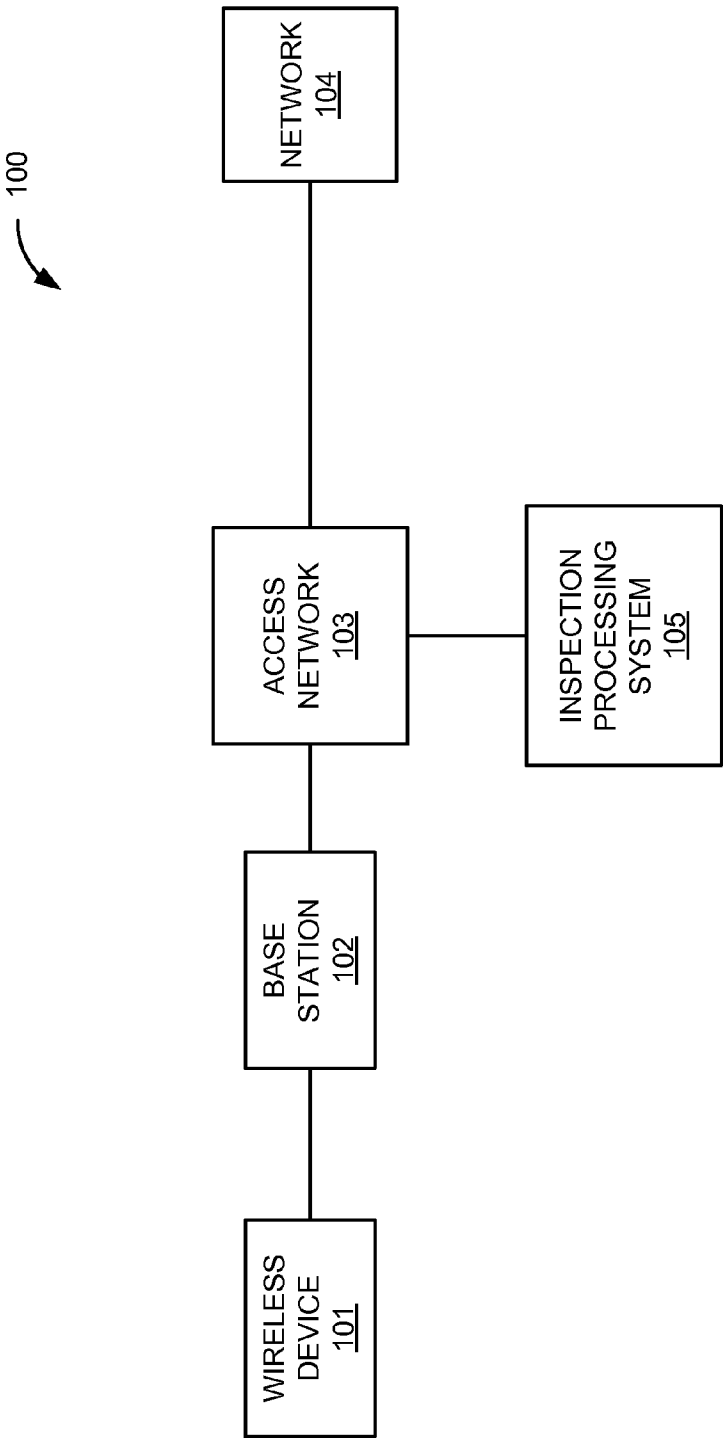 100
WIRELESS
DEVICE
101
BASE
STATION
102
ACCESS
NETWORK
103
NETWORK
104
INSPECTION
PROCESSING
SYSTEM
105